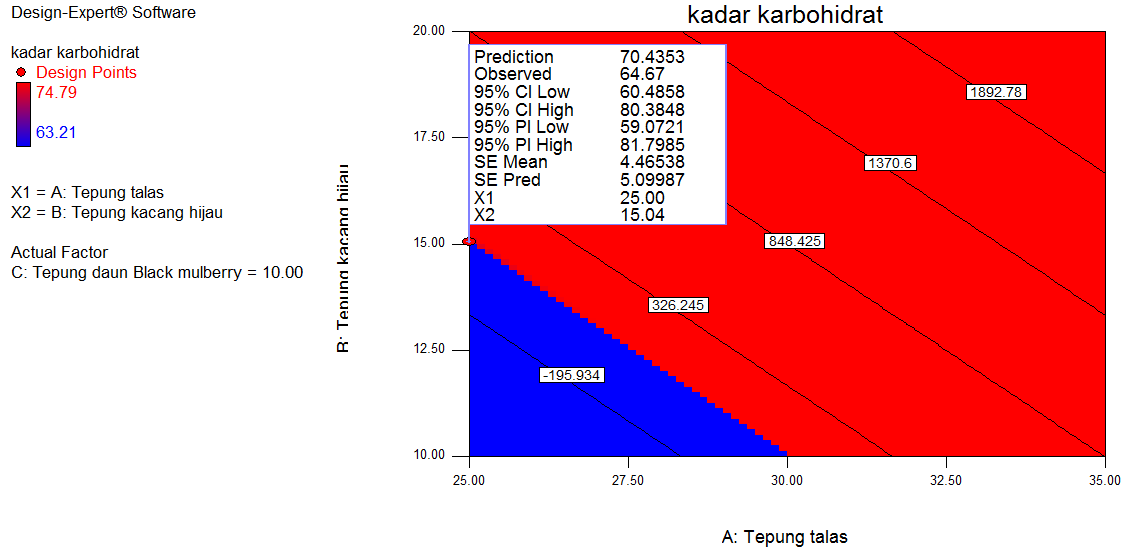 Design-Expert® Software
kadar karbohidrat
Design Points
74.79
63.21
X1 = A: Tepung talas
X2 = B: Tepung kacang hijau
Actual Factor
C: Tepung daun Black mulberry = 10.00
kadar karbohidrat
B: Tepung kacang hijau
20.00
17.50
15.00
12.50
10.00
Prediction 70.4353
Observed 64.67
95% CI Low 60.4858
95% CI High 80.3848
95% PI Low 59.0721
95% PI High 81.7985
SE Mean 4.46538
SE Pred 5.09987
X1 25.00
X2 15.04
1892.78
1370.6
848.425
326.245
-195.934
25.00 27.50 30.00 32.50 35.00
A: Tepung talas